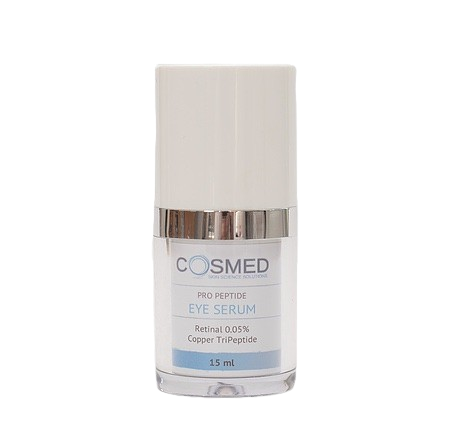 COSMED
SKIN SCIENCE SOLUTIONS
PRO PEPTIDE
EYE SERUM
Retinal 0.05%
Copper TriPeptide
15 ml